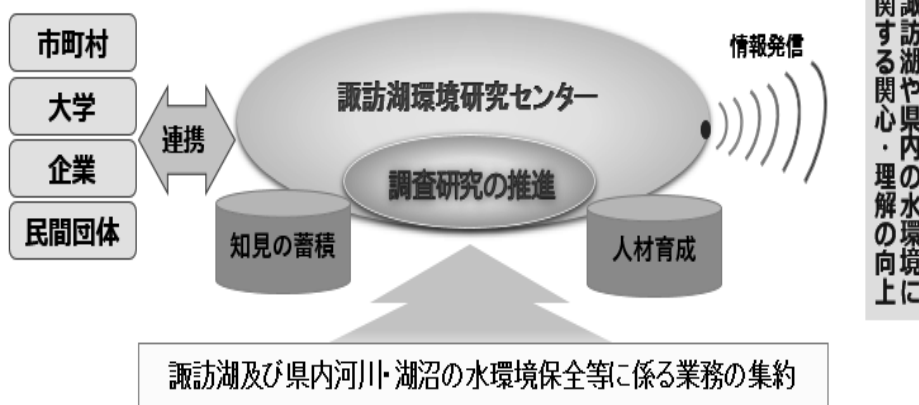 市町村
大学
企業
民間団体
連携
諏訪湖環境研究センター
調査研究の推進
知見の蓄積
人材育成
情報発信
諏訪湖や県内の水環境に
関する関心・理解の向上
諏訪湖及び県内河川・湖沼の水環境保全等に係る業務の集約